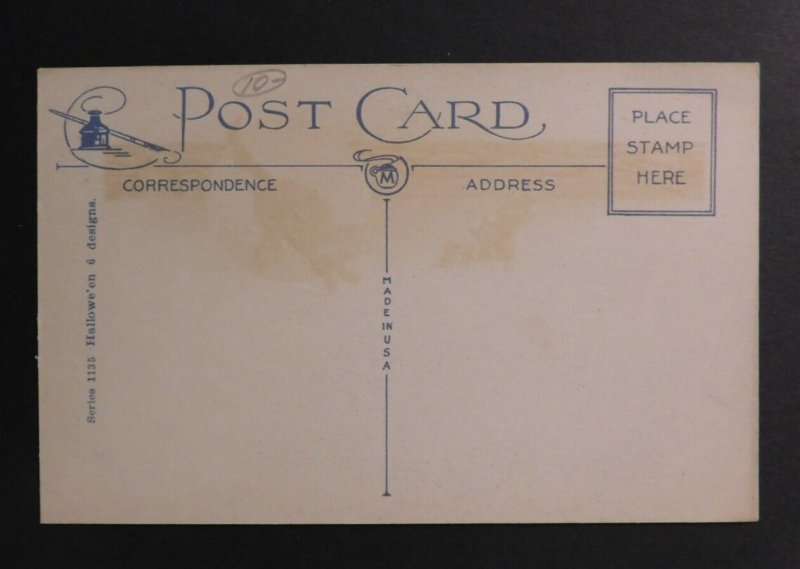 10-
POST CARD
PLACE
STAMP
HERE
CORRESPONDENCE
M
ADDRESS
MADE IN USA
Series 1135 Hallowe'en 6 designs.